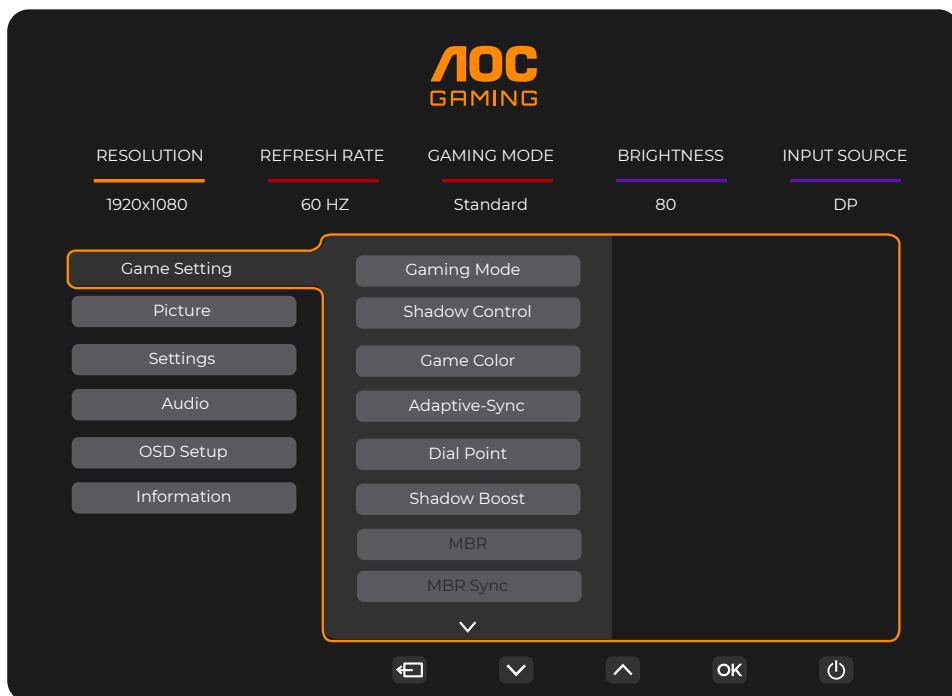 AOC
GAMING
RESOLUTION REFRESH RATE GAMING MODE BRIGHTNESS INPUT SOURCE
1920x1080 60 HZ Standard 80 DP
Game Setting
Picture
Settings
Audio
OSD Setup
Information
Gaming Mode
Shadow Control
Game Color
Adaptive-Sync
Dial Point
Shadow Boost
MBR
MBR Sync
OK